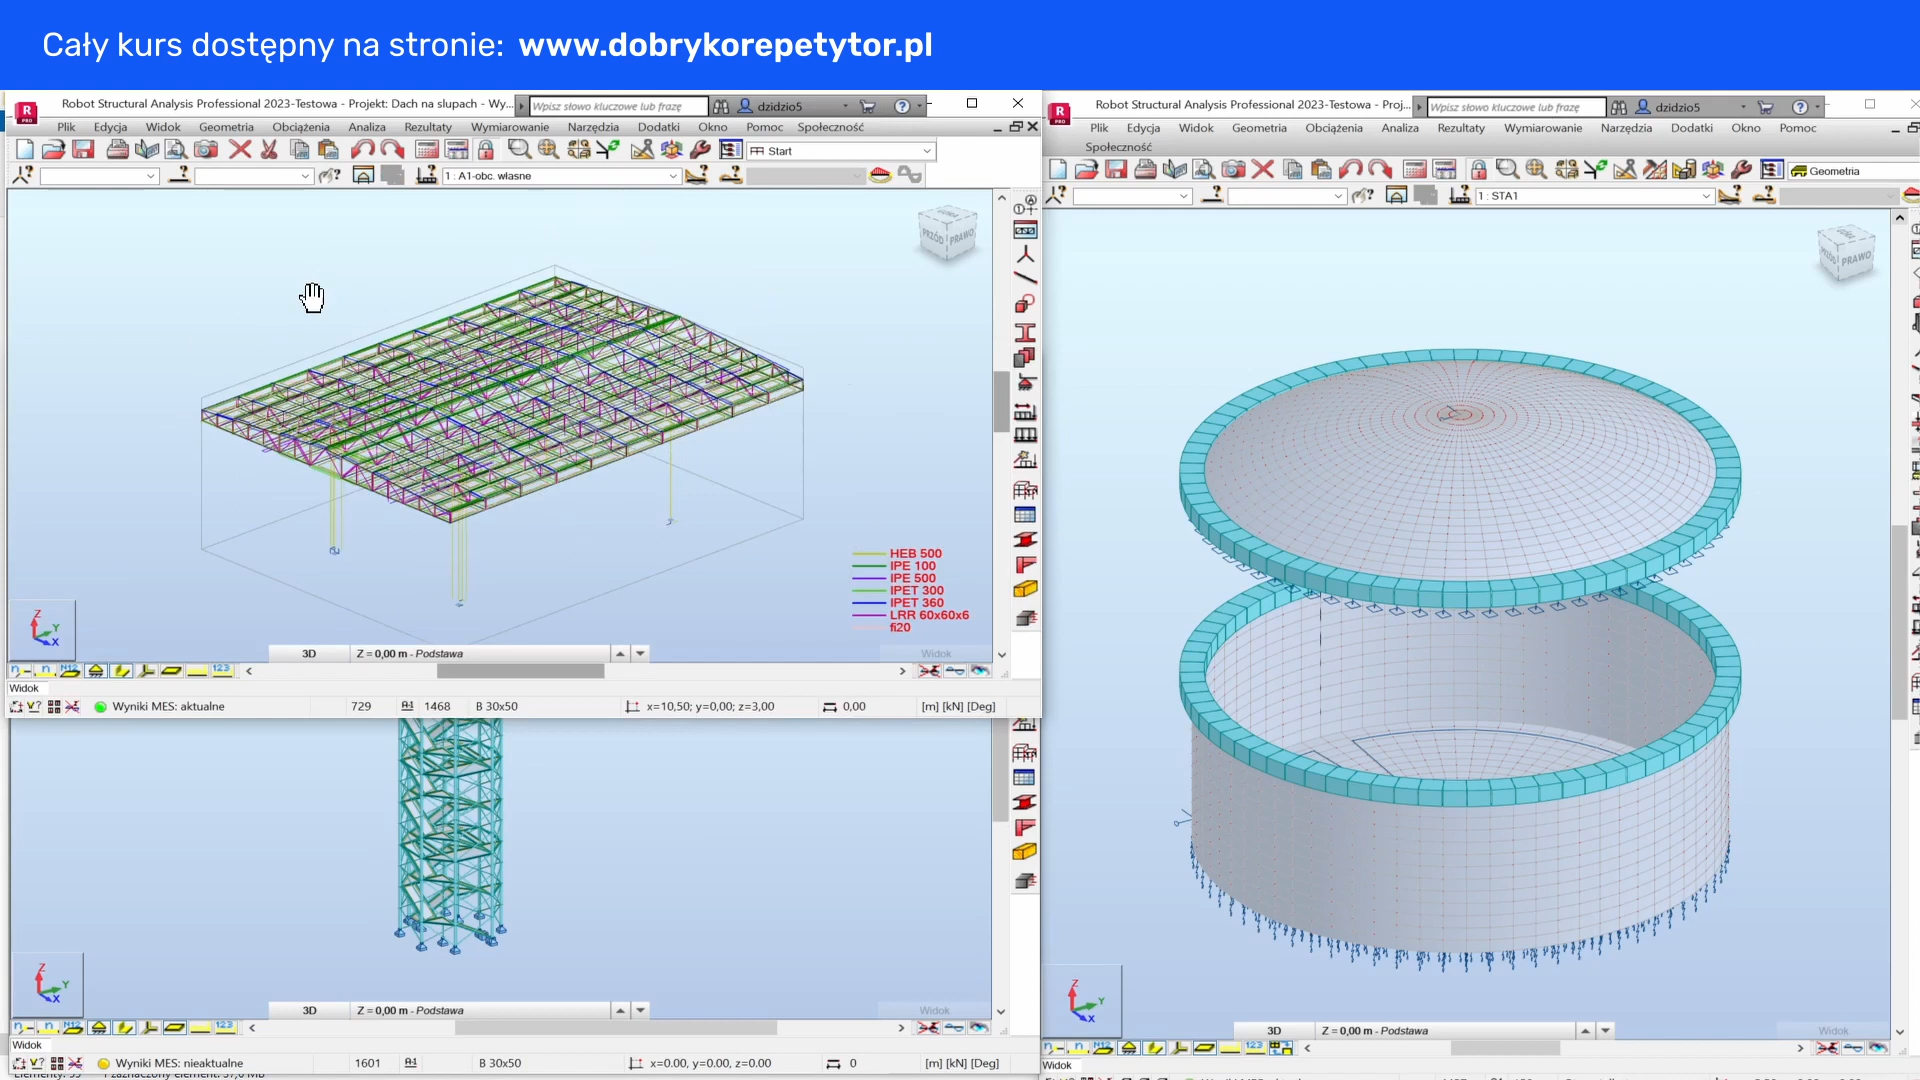 Cały kurs dostępny na stronie: www.dobrykorepetytor.pl
Robot Structural Analysis Professional 2023-Testowa - Projekt: Dach na slupach - Wy...
Wpisz słowo kluczowe lub frazę
dzidzio5
Plik Edycja Widok Geometria Obciążenia Analiza Rezultaty Wymiarowanie Narzędzia Dodatki Okno Pomoc Społeczność
Start
1 : A1-obc. własne
PRZÓD PRAWO
HEB 500
IPE 100
IPE 500
IPET 300
IPET 360
LRR 60x60x6
fi20
Z Y X
3D Z = 0,00 m - Podstawa
Widok
Widok
Wyniki MES: aktualne 729 1468 B 30x50 x=10,50; y=0,00; z=3,00 0,00 [m] [kN] [Deg]
Z Y X
3D Z = 0,00 m - Podstawa
Widok
Widok
Wyniki MES: nieaktualne 1601 B 30x50 x=0.00, y=0.00, z=0.00 0 [m] [kN] [Deg]
Robot Structural Analysis Professional 2023-Testowa - Proj...
Wpisz słowo kluczowe lub frazę
dzidzio5
Plik Edycja Widok Geometria Obciążenia Analiza Rezultaty Wymiarowanie Narzędzia Dodatki Okno Pomoc
Społeczność
Geometria
1 : STA1
PRAWO
Z Y X
3D Z = 0,00 m - Podstawa
Widok
Widok